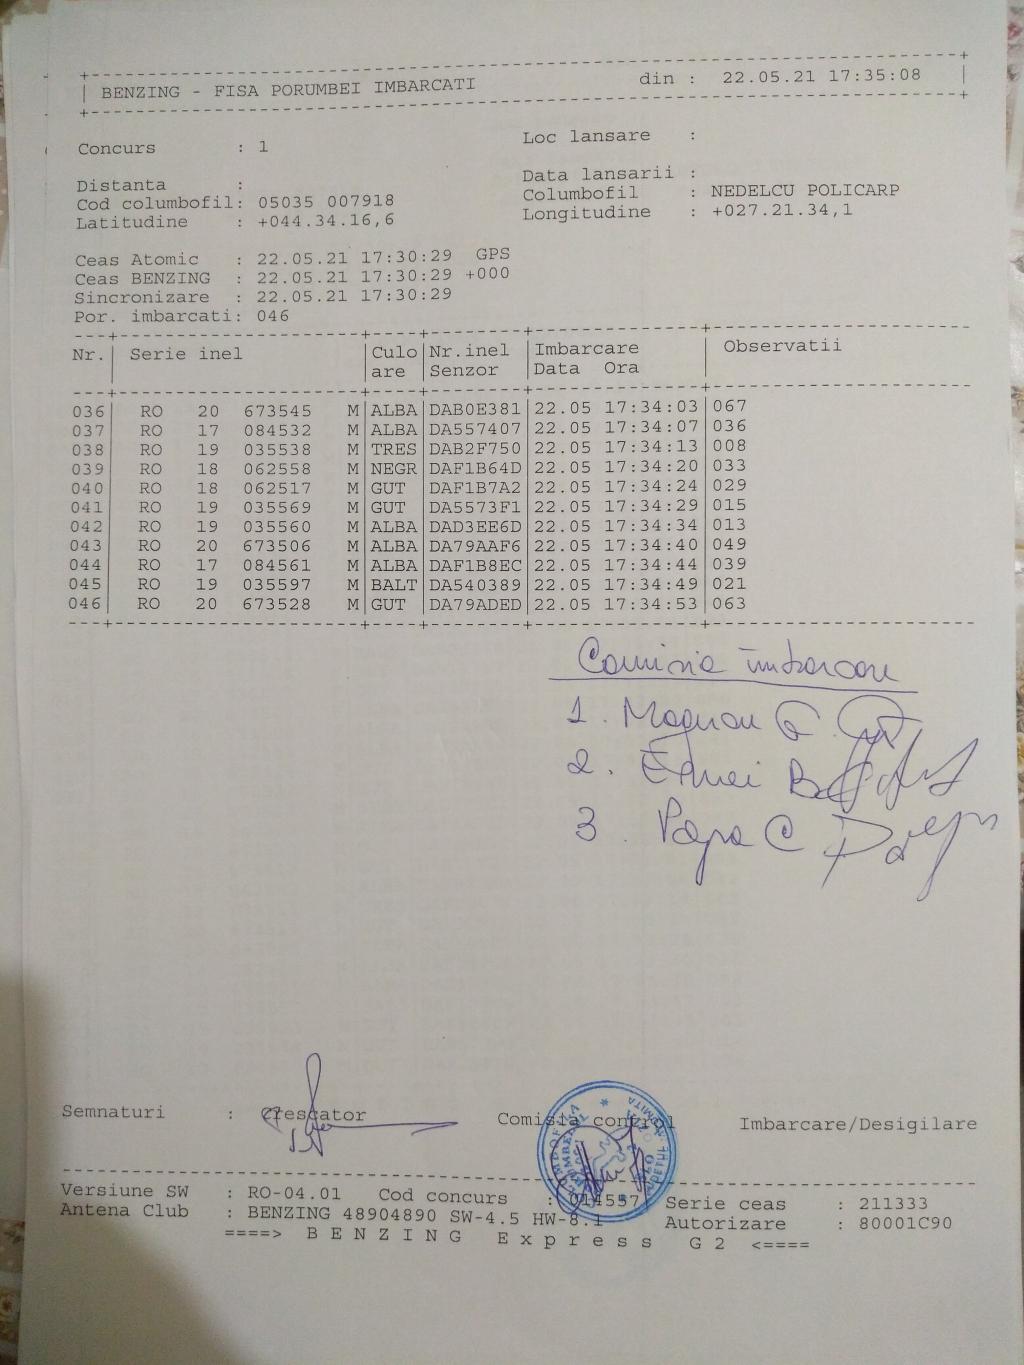 BENZING - FISA PORUMBEI IMBARCATI din : 22.05.21 17:35:08
Concurs : 1 Loc lansare :
Distanta : Data lansarii :
Cod columbofil: 05035 007918 Columbofil : NEDELCU POLICARP
Latitudine : +044.34.16,6 Longitudine : +027.21.34,1
Ceas Atomic : 22.05.21 17:30:29 GPS
Ceas BENZING : 22.05.21 17:30:29 +000
Sincronizare : 22.05.21 17:30:29
Por. imbarcati: 046
Nr. Serie inel Culo Nr.inel Imbarcare Observatii
oare Senzor Data Ora
036 RO 20 673545 M ALBA DAB0E381 22.05 17:34:03 067
037 RO 17 084532 M ALBA DA557407 22.05 17:34:07 036
038 RO 19 035538 M TRES DAB2F750 22.05 17:34:13 008
039 RO 18 062558 M NEGR DAF1B64D 22.05 17:34:20 033
040 RO 18 062517 M GUT DAF1B7A2 22.05 17:34:24 029
041 RO 19 035569 M GUT DA5573F1 22.05 17:34:29 015
042 RO 19 035560 M ALBA DAD3EE6D 22.05 17:34:34 013
043 RO 20 673506 M ALBA DA79AAF6 22.05 17:34:40 049
044 RO 17 084561 M ALBA DAF1B8EC 22.05 17:34:44 039
045 RO 19 035597 M BALT DA540389 22.05 17:34:49 021
046 RO 20 673528 M GUT DA79ADED 22.05 17:34:53 063
Comisia imbarcare
1.
2.
3 Popa C
Semnaturi : Crescator Comisia control Imbarcare/Desigilare
Versiune SW : RO-04.01 Cod concurs : 014557 Serie ceas : 211333
Antena Club : BENZING 48904890 SW-4.5 HW-8.1 Autorizare : 80001C90
====> B E N Z I N G E x p r e s s G 2 <====